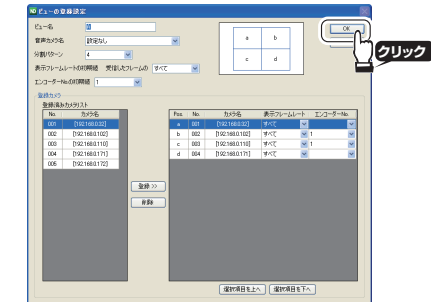 ビューの登録設定
ビュー名
音声カメラ名 設定なし
分割パターン 4
表示フレームレートの初期値 受信したフレームの すべて
エンコーダーNo.の初期値 1
a b
c d
OK
クリック
登録カメラ
登録済みカメラリスト
No. カメラ名
001 [192.168.0.32]
002 [192.168.0.102]
003 [192.168.0.110]
004 [192.168.0.171]
005 [192.168.0.172]
登録 >>
削除
Pos. No. カメラ名 表示フレームレート エンコーダーNo.
a 001 [192.168.0.32] すべて
b 002 [192.168.0.102] すべて 1
c 003 [192.168.0.110] すべて 1
d 004 [192.168.0.171] すべて
選択項目を上へ 選択項目を下へ